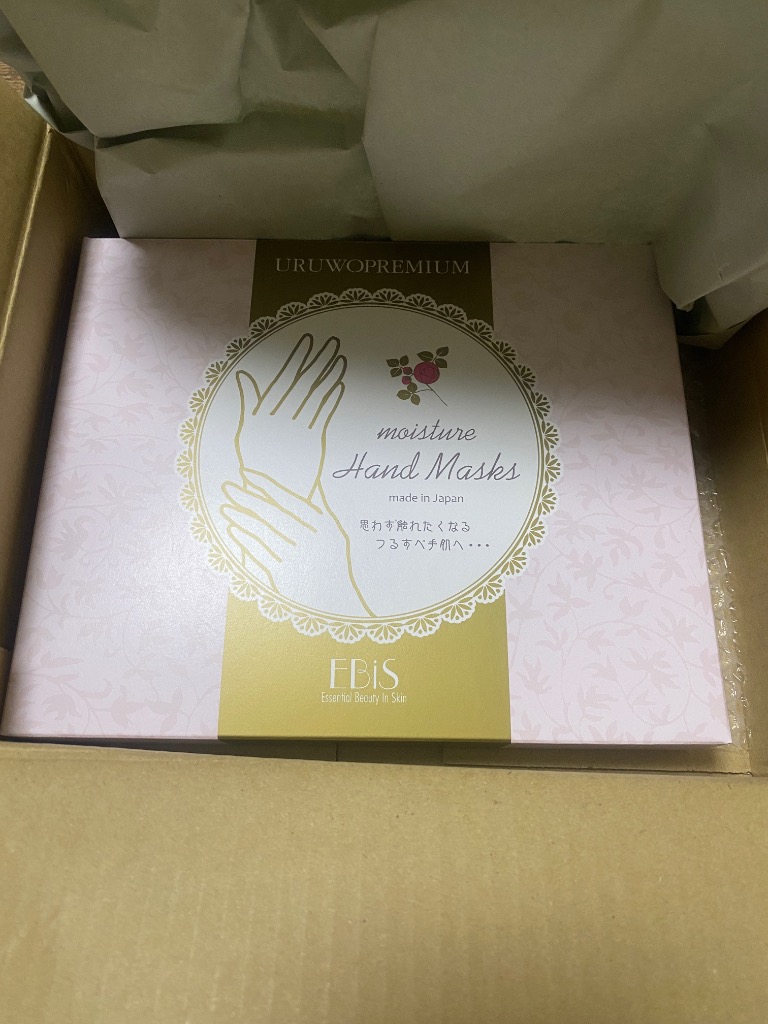 URUWOPREMIUM
moisture
Hand Masks
made in Japan
思わず触れたくなる
つるすべ手肌へ・・・
EBiS
Essential Beauty In Skin